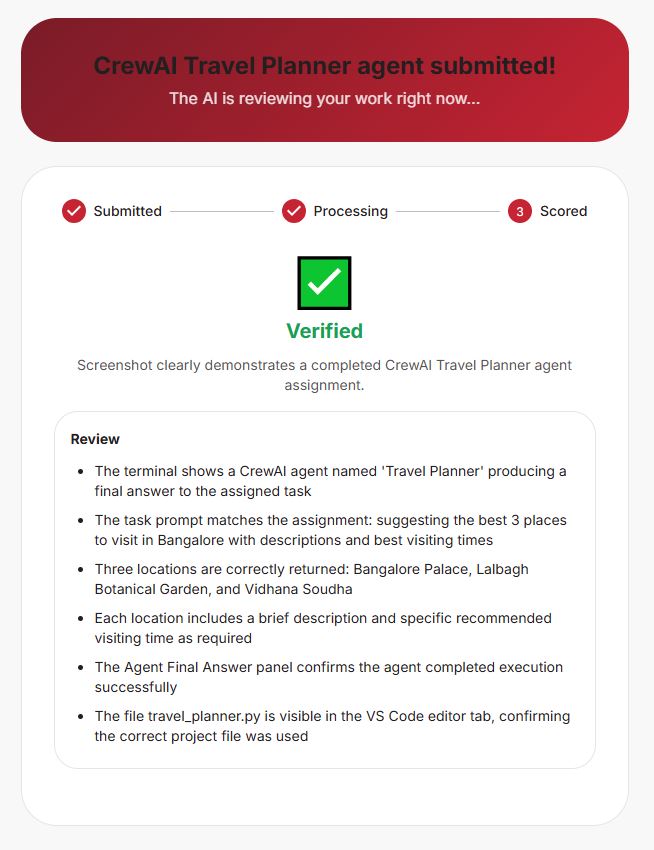 CrewAI Travel Planner agent submitted!
The AI is reviewing your work right now...
Submitted
Processing
3 Scored
Verified
Screenshot clearly demonstrates a completed CrewAI Travel Planner agent
assignment.
Review
• The terminal shows a CrewAI agent named 'Travel Planner' producing a
final answer to the assigned task
• The task prompt matches the assignment: suggesting the best 3 places
to visit in Bangalore with descriptions and best visiting times
• Three locations are correctly returned: Bangalore Palace, Lalbagh
Botanical Garden, and Vidhana Soudha
• Each location includes a brief description and specific recommended
visiting time as required
• The Agent Final Answer panel confirms the agent completed execution
successfully
• The file travel_planner.py is visible in the VS Code editor tab, confirming
the correct project file was used